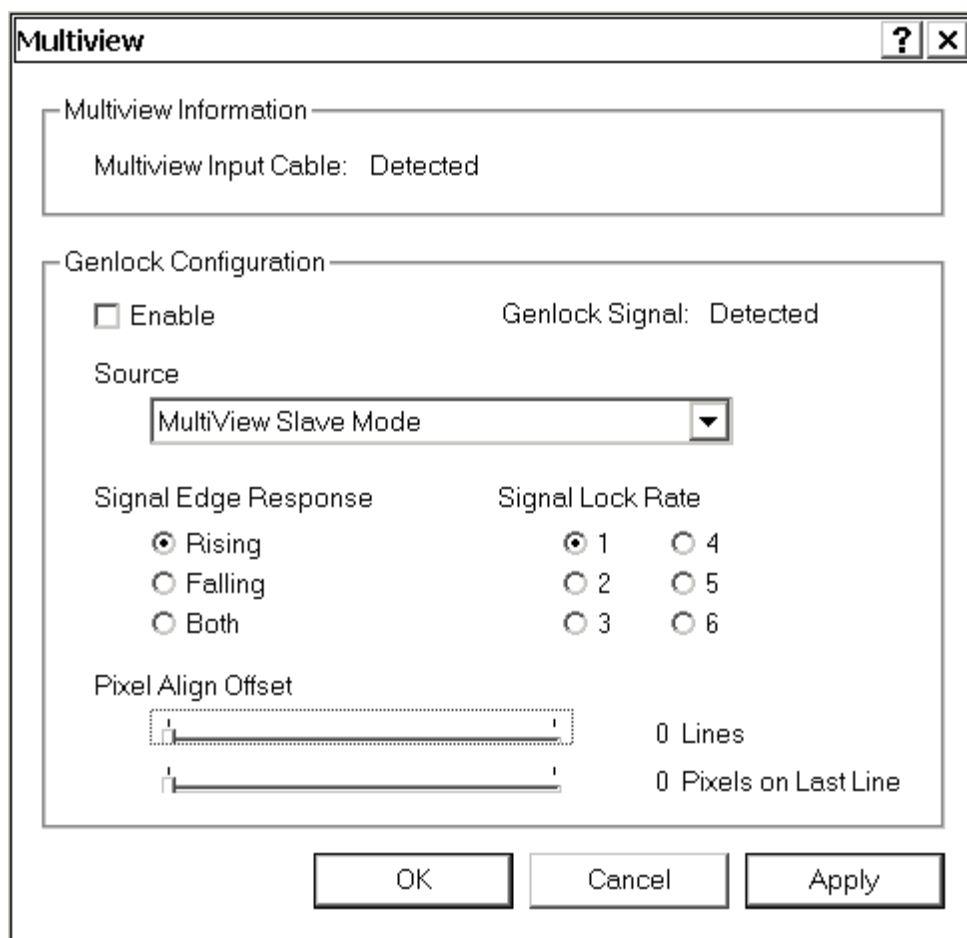 Multiview
Multiview Information
Multiview Input Cable: Detected
Genlock Configuration
Enable
Genlock Signal: Detected
Source
MultiView Slave Mode
Signal Edge Response
Signal Lock Rate
Rising
1 4
Falling
2 5
Both
3 6
Pixel Align Offset
0 Lines
0 Pixels on Last Line
OK Cancel Apply